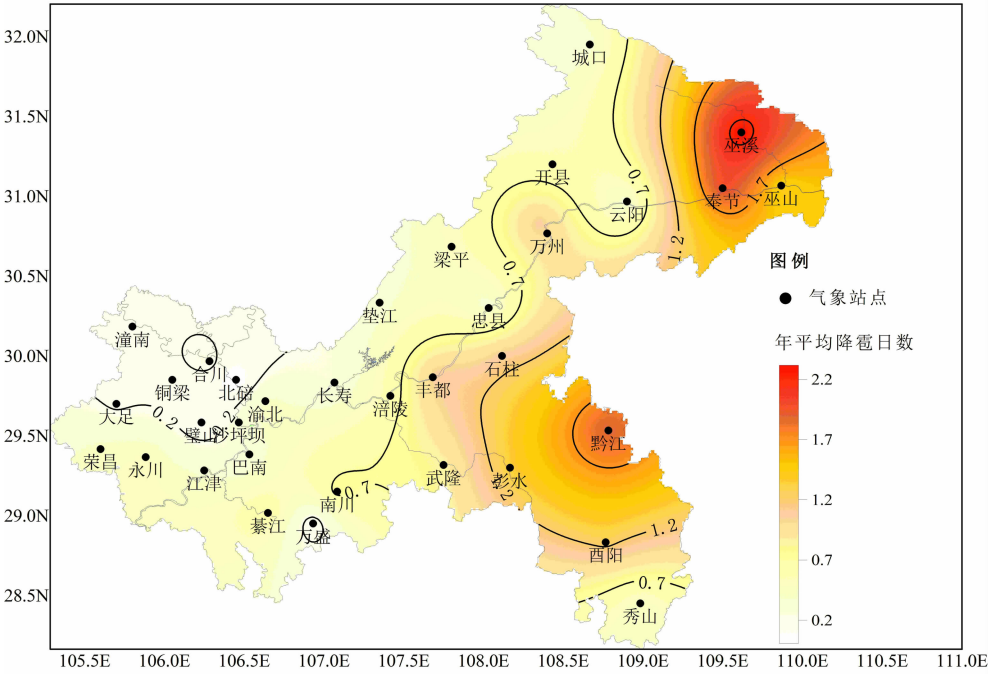 32.0N
31.5N
31.0N
30.5N
30.0N
29.5N
29.0N
28.5N
城口
巫溪
开县
0.7
1.7
云阳
奉节
巫山
万州
1.2
梁平
0.7
图例
气象站点
垫江
忠县
潼南
年平均降雹日数
合川
石柱
2.2
铜梁
北碚
长寿
丰都
大足
0.2
渝北
涪陵
0.2
璧山
沙坪坝
黔江
1.7
荣昌
永川
巴南
江津
武隆
彭水
1.2
0.7
1.2
南川
綦江
万盛
1.2
酉阳
0.7
0.7
秀山
0.2
105.5E 106.0E 106.5E 107.0E 107.5E 108.0E 108.5E 109.0E 109.5E 110.0E 110.5E 111.0E